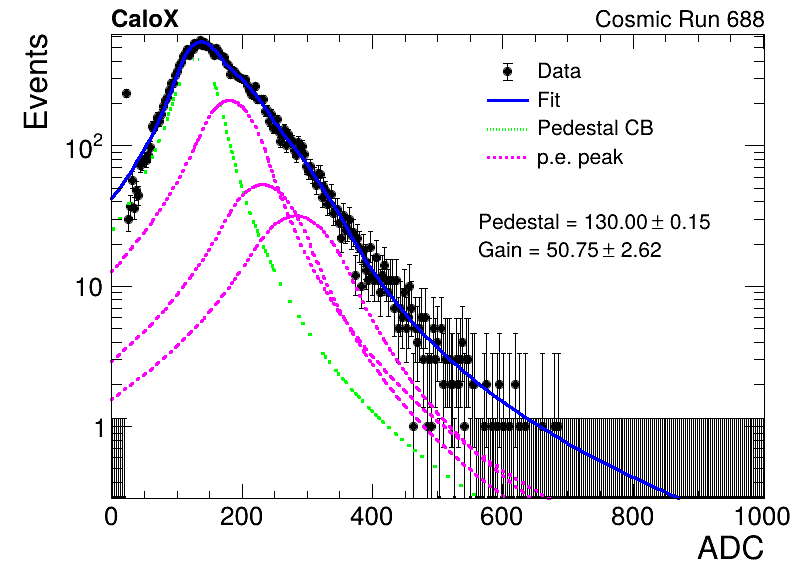 CaloX
Cosmic Run 688
Events
Data
Fit
Pedestal CB
p.e. peak
Pedestal = 130.00 ± 0.15
Gain = 50.75 ± 2.62
10²
10
1
0 200 400 600 800 1000
ADC